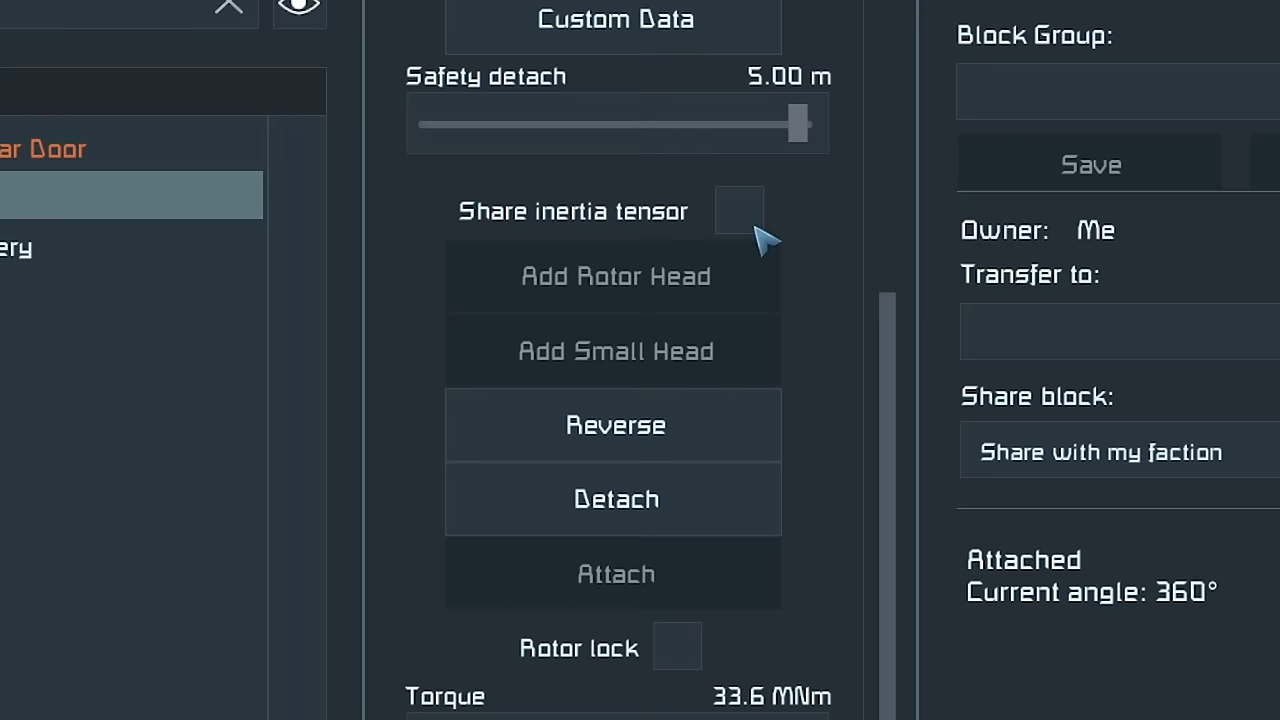 ar Door
ery
Custom Data
Safety detach 5.00 m
Share inertia tensor
Add Rotor Head
Add Small Head
Reverse
Detach
Attach
Rotor lock
Torque 33.6 MNm
Block Group:
Save
Owner: Me
Transfer to:
Share block:
Share with my faction
Attached
Current angle: 360°